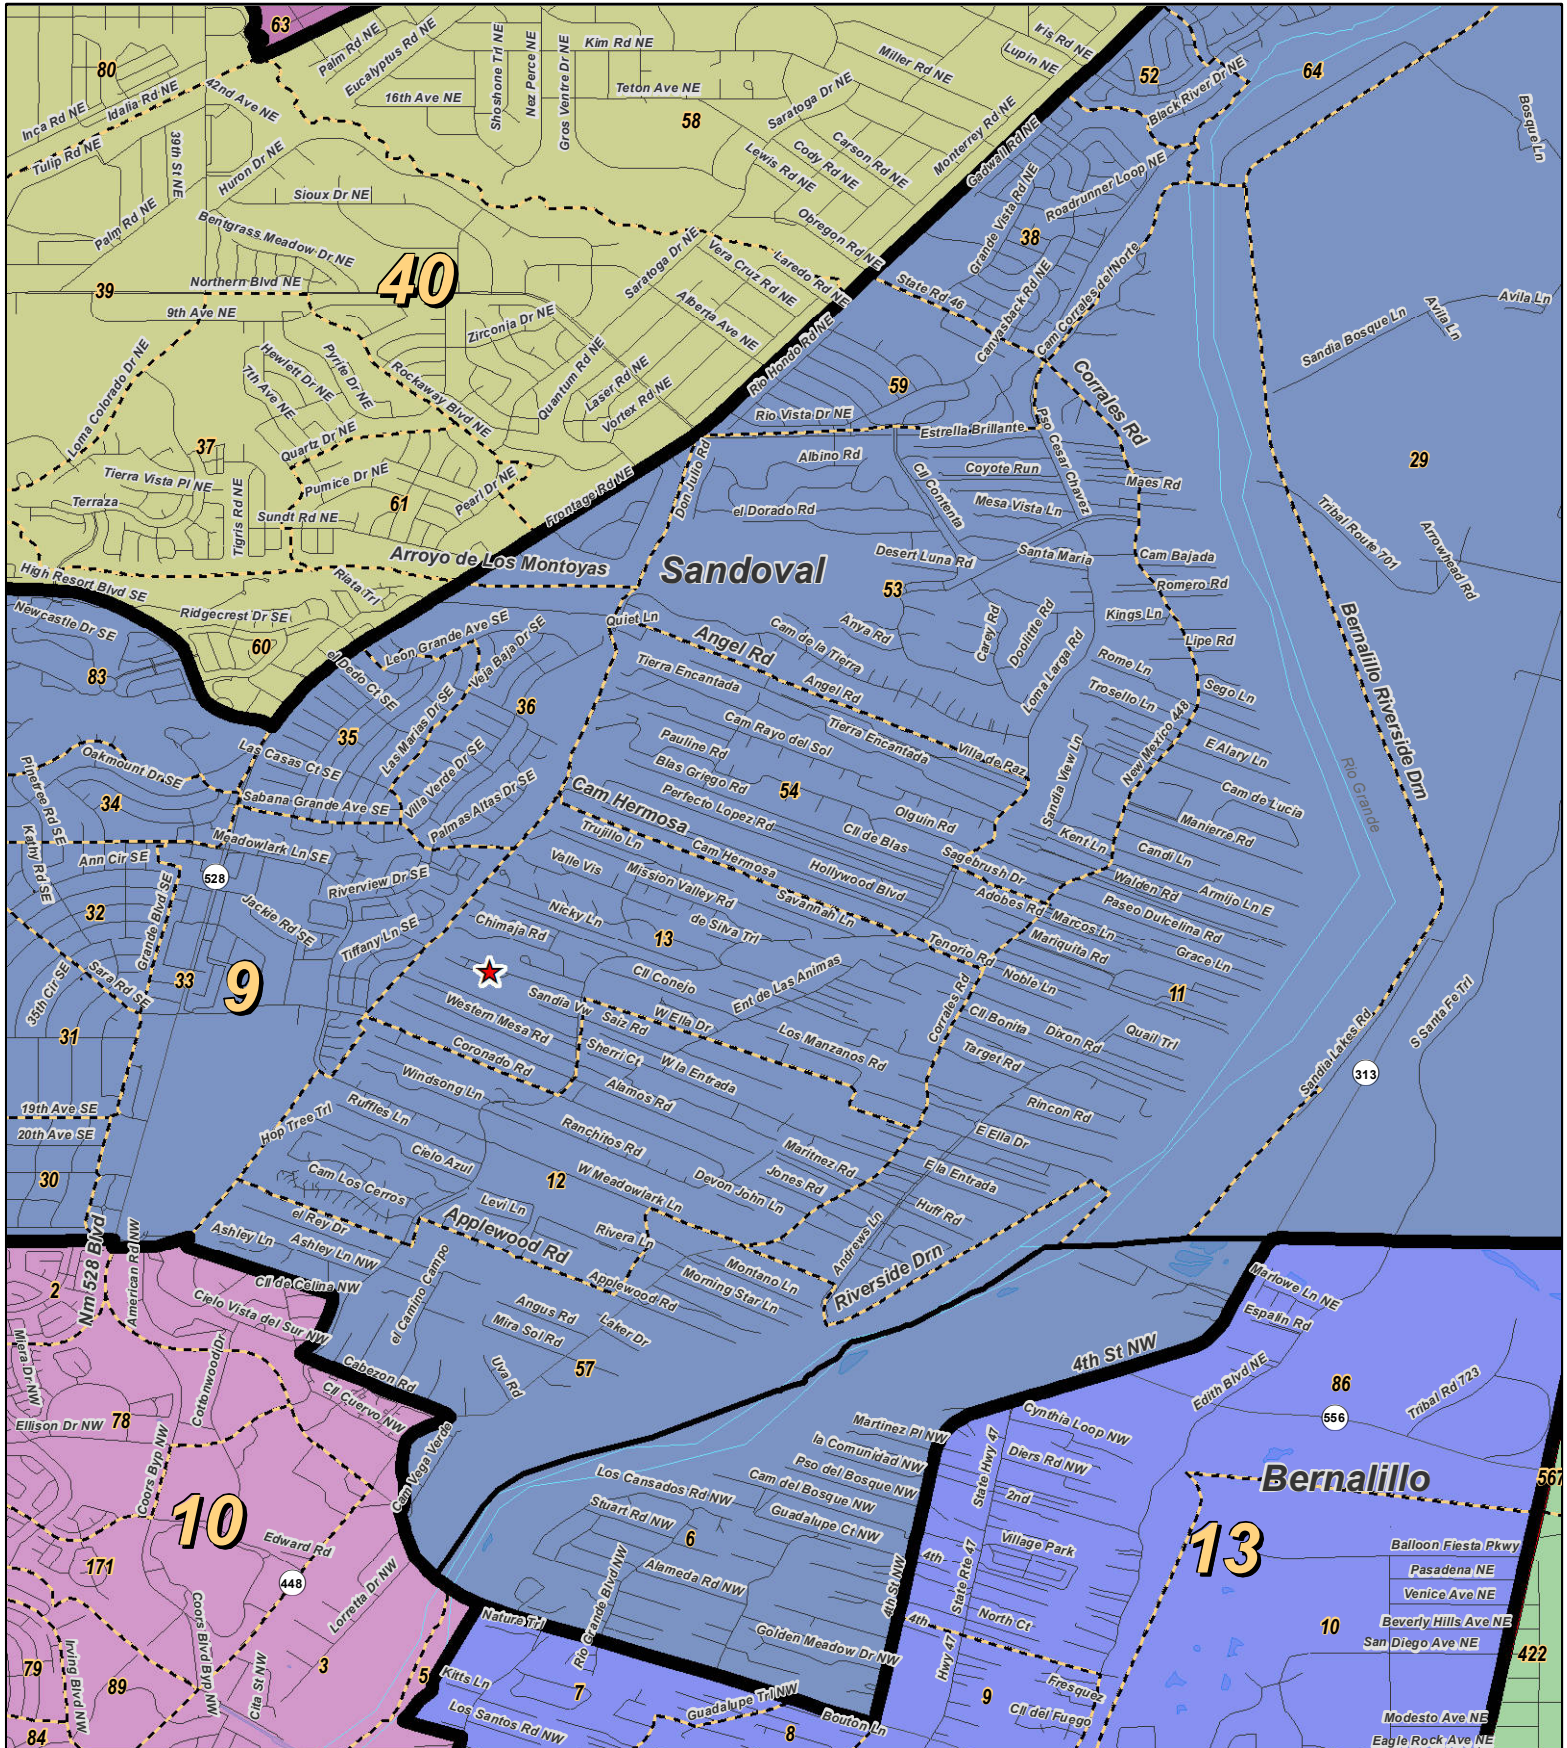 63
80
Palm Rd NE
Eucalyptus Rd NE
Shoshone Trl NE
Nez Perce NE
Gros Ventre Dr NE
Kim Rd NE
Miller Rd NE
Lupin NE
Iris Rd NE
52
64
Inca Rd NE
Idalia Rd NE
42nd Ave NE
16th Ave NE
Teton Ave NE
58
Saratoga Dr NE
Black River Dr NE
Bosque Ln
Tulip Rd NE
39th St NE
Huron Dr NE
Sioux Dr NE
Lewis Rd NE
Cody Rd NE
Carson Rd NE
Monterrey Rd NE
Gadwall Rd NE
Grande Vista Rd NE
Roadrunner Loop NE
38
Palm Rd NE
Bentgrass Meadow Dr NE
Obregon Rd NE
Saratoga Dr NE
Vera Cruz Rd NE
Laredo Rd NE
State Rd 46
Canyasback Rd NE
Cam Corrales del Norte
39
Northern Blvd NE
40
9th Ave NE
Zirconia Dr NE
Alberta Ave NE
Rio Hondo Rd NE
Sandia Bosque Ln
Avila Ln
Avila Ln
Loma Colorado Dr NE
Hewlett Dr NE
7th Ave NE
Pyrite Dr NE
Rockaway Blvd NE
Quantum Rd NE
Laser Rd NE
Vortex Rd NE
59
Corrales Rd
Rio Vista Dr NE
Estrella Brillante
Pso Cesar Chavez
37
Quartz Dr NE
Tierra Vista Pl NE
Terraza
Tigris Rd NE
Pumice Dr NE
61
Pearl Dr NE
Sundt Rd NE
Frontage Rd NE
Don Julio Rd
Albino Rd
Cll Contenta
Coyote Run
Mesa Vista Ln
Maes Rd
29
el Dorado Rd
Tribal Route 701
Arrowhead Rd
Arroyo de Los Montoyas
Sandoval
Desert Luna Rd
Santa Maria
Cam Bajada
Romero Rd
53
High Resort Blvd SE
Riata Trl
Newcastle Dr SE
Ridgecrest Dr SE
60
el Dedo Ct SE
Leon Grande Ave SE
Veja Baja Dr SE
Quiet Ln
Angel Rd
Cam de la Tierra
Anya Rd
Carey Rd
Doolittle Rd
Loma Larga Rd
Kings Ln
Lipe Rd
Bernalillo Riverside Drn
83
36
Tierra Encantada
Angel Rd
Rome Ln
Trosello Ln
Sego Ln
35
Las Marias Dr SE
Villa Verde Dr SE
Cam Rayo del Sol
Tierra Encantada
Villa de Paz
Sandia View Ln
New Mexico 448
E Alary Ln
Las Casas Ct SE
Oakmount Dr SE
Pinetree Rd SE
34
Sabana Grande Ave SE
Palmas Altas Dr SE
Pauline Rd
Blas Griego Rd
Perfecto Lopez Rd
54
Cam de Lucia
Rio Grande
Cam Hermosa
Olguin Rd
Cll de Blas
Manierre Rd
Kathy Rd SE
Ann Cir SE
Meadowlark Ln SE
528
Riverview Dr SE
Trujillo Ln
Cam Hermosa
Valle Vis
Mission Valley Rd
Hollywood Blvd
Sagebrush Dr
Kent Ln
Candi Ln
Walden Rd
Armijo Ln E
32
Grande Blvd SE
Jackie Rd SE
Nicky Ln
Savannah Ln
Adobes Rd
Marcos Ln
Paseo Dulcelina Rd
Chimaja Rd
de Silva Trl
13
Tenorio Rd
Mariquita Rd
Grace Ln
Tiffany Ln SE
35th Cir SE
Sara Rd SE
33
9
Cll Conejo
Ent de Las Animas
Noble Ln
11
31
Western Mesa Rd
Sandia Vw
Saiz Rd
W Ella Dr
Corrales Rd
Cll Bonita
Dixon Rd
Quail Trl
Sandia Lakes Rd
S Santa Fe Trl
Coronado Rd
Sherri Ct
W la Entrada
Los Manzanos Rd
Target Rd
313
Windsong Ln
Alamos Rd
19th Ave SE
20th Ave SE
Hop Tree Trl
Ruffles Ln
Ranchitos Rd
Rincon Rd
E Ella Dr
30
Cielo Azul
Cam Los Cerros
12
W Meadowlark Ln
Devon John Ln
Maritnez Rd
Jones Rd
E la Entrada
Levi Ln
Huff Rd
el Rey Dr
Ashley Ln
Ashley Ln NW
Applewood Rd
Rivera Ln
Andrews Ln
Nm 528 Blvd
American Rd NW
Montano Ln
Morning Star Ln
Riverside Drn
2
Cll de Celina NW
el Camino Campo
Applewood Rd
Marlowe Ln NE
Cielo Vista del Sur NW
Angus Rd
Laker Dr
Mira Sol Rd
Espalin Rd
Miera Dr NW
Cottonwood Dr
Cabezon Rd
Uva Rd
57
4th St NW
86
Edith Blvd NE
Tribal Rd 723
Cll Cuervo NW
Ellison Dr NW
78
Martinez Pl NW
Cynthia Loop NW
556
Coors Byp NW
Cam Vega Verde
la Comunidad NW
State Hwy 47
Diers Rd NW
Los Cansados Rd NW
Pso del Bosque NW
Cam del Bosque NW
Bernalillo
567
10
Stuart Rd NW
Guadalupe Ct NW
2nd
Edward Rd
6
Village Park
13
Balloon Fiesta Pkwy
171
448
Lorretta Dr NW
Rio Grande Blvd NW
Alameda Rd NW
4th St NW
4th
State Rte 47
Pasadena NE
Venice Ave NE
Nature Trl
North Ct
4th
10
Beverly Hills Ave NE
San Diego Ave NE
422
Irving Blvd NW
Coors Blvd Byp NW
Cita St NW
Golden Meadow Dr NW
79
3
5
Kitts Ln
Hwy 47
Fresquez
89
7
9
Guadalupe Trl NW
Cll del Fuego
84
Los Santos Rd NW
8
Bouton Ln
Modesto Ave NE
Eagle Rock Ave NE